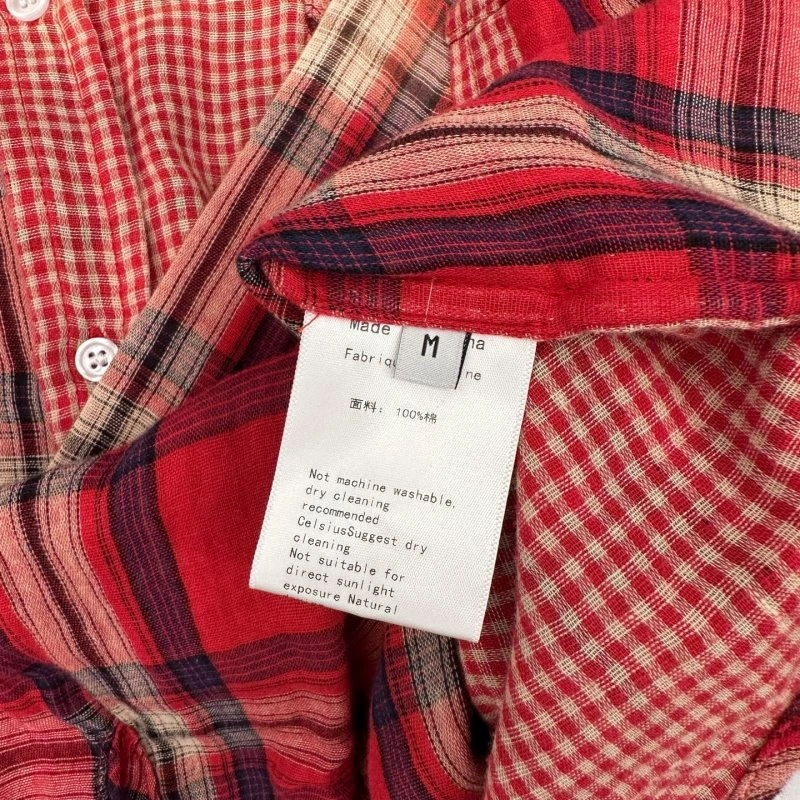 Made
M
Fabriq
面料：100%棉
Not machine washable,
dry cleaning
recommended
CelsiusSuggest dry
cleaning
Not suitable for
direct sunlight
exposure Natural